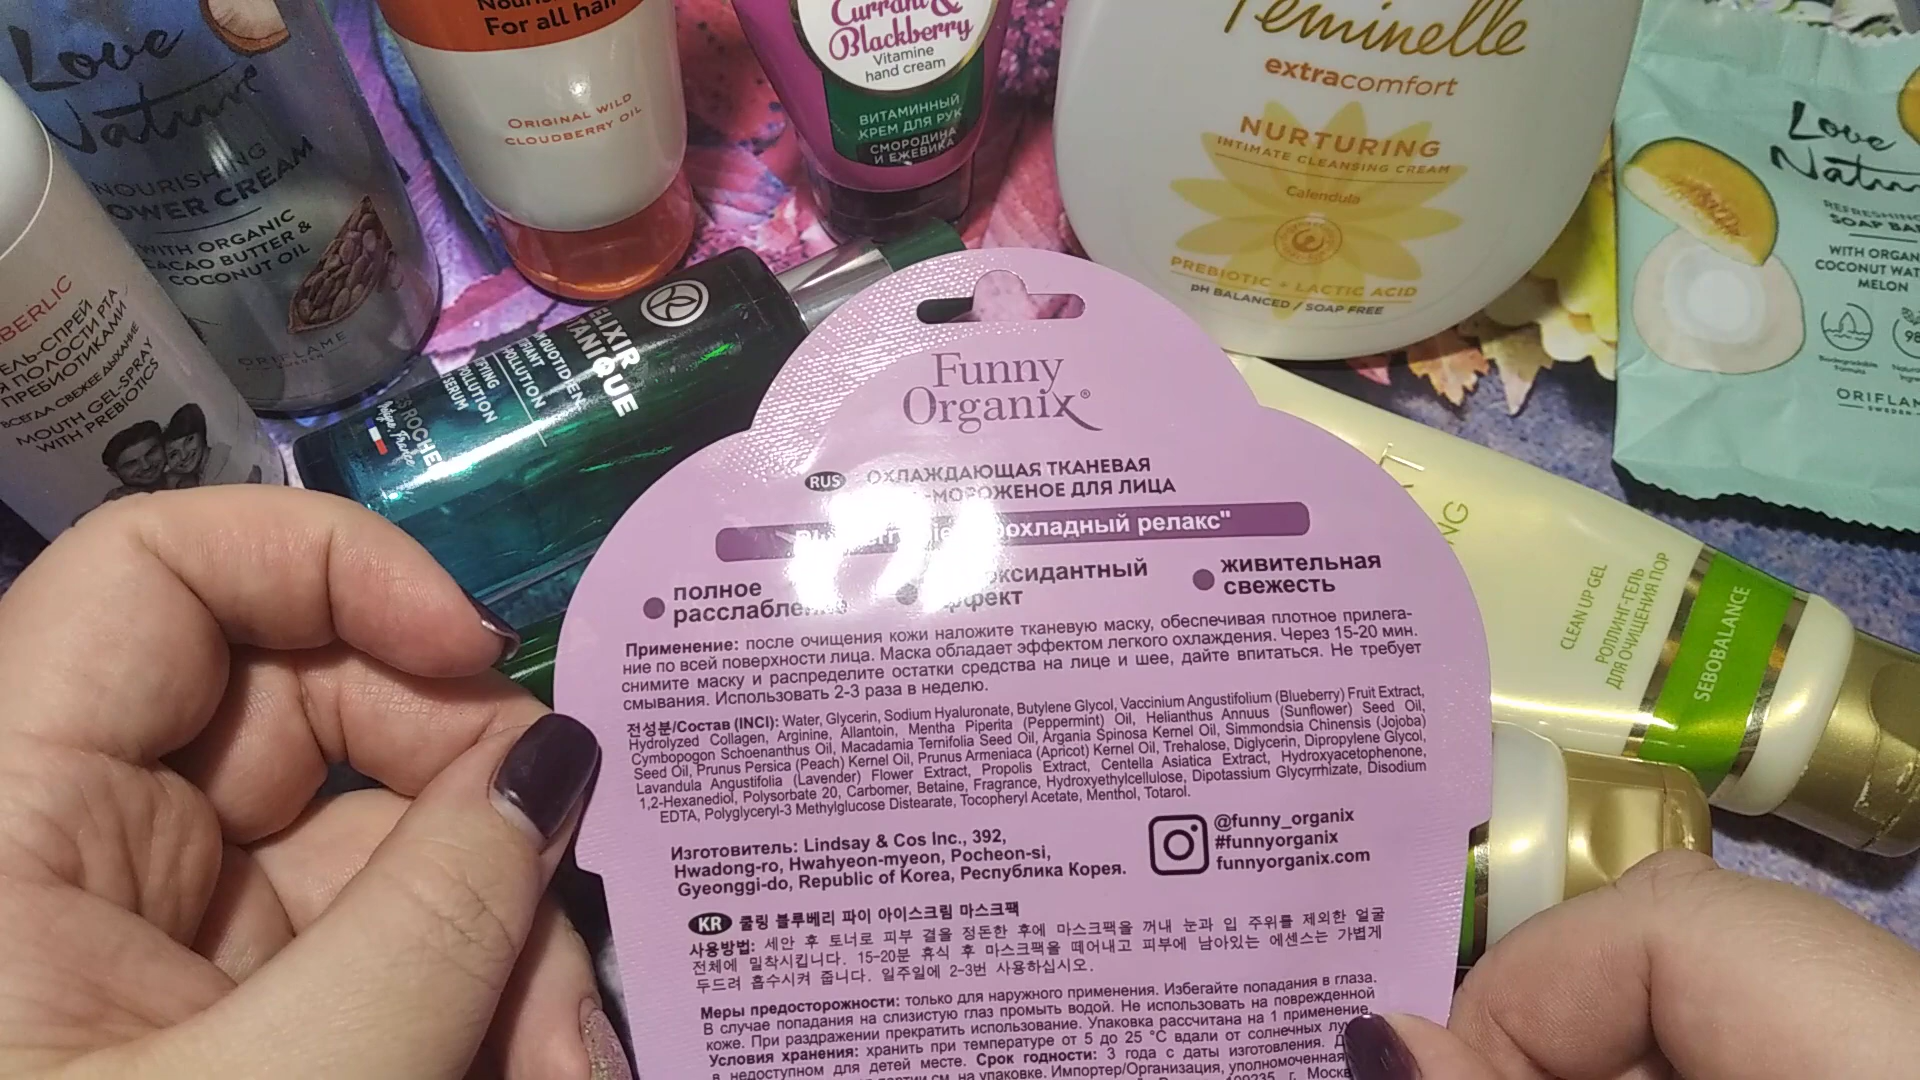 Love
Nature
NOURISHING
WITH ORGANIC
CACAO BUTTER &
COCONUT OIL
ORIFLAME
SWEDEN
For all hair
ORIGINAL WILD
CLOUDBERRY OIL
Currant &
Blackberry
Vitamine
hand cream
ВИТАМИННЫЙ
КРЕМ ДЛЯ РУК
СМОРОДИНА
И ЕЖЕВИКА
Feminelle
extracomfort
NURTURING
INTIMATE CLEANSING CREAM
Calendula
PREBIOTIC + LACTIC ACID
pH BALANCED / SOAP FREE
Love
REFRESHING
WITH
COCONUT
MELON
Biodegradable
Formula
ВСЕГДА СВЕЖЕЕ ДЫХАНИЕ
MOUTH GEL-SPRAY
WITH PREBIOTICS
ПРЕБИОТИКАМИ
ELIXIR
QUOTIDIEN
POLLUTION
SERUM
CLEAN UP GEL
РОЛЛИНГ-ГЕЛЬ
ДЛЯ ОЧИЩЕНИЯ ПОР
SEBOBALANCE
Funny
Organix®
RUS ОХЛАЖДАЮЩАЯ ТКАНЕВАЯ
-МОРОЖЕНОЕ ДЛЯ ЛИЦА
релакс"
полное
расслабление
эффект
живительная
свежесть
Применение: после очищения кожи наложите тканевую маску, обеспечивая плотное прилега-
ние по всей поверхности лица. Маска обладает эффектом легкого охлаждения. Через 15-20 мин.
снимите маску и распределите остатки средства на лице и шее, дайте впитаться. Не требует
смывания. Использовать 2-3 раза в неделю.
전성분/Состав (INCI): Water, Glycerin, Sodium Hyaluronate, Butylene Glycol, Vaccinium Angustifolium (Blueberry) Fruit Extract,
Hydrolyzed Collagen, Arginine, Allantoin, Mentha Piperita (Peppermint) Oil, Helianthus Annuus (Sunflower) Seed Oil,
Cymbopogon Schoenanthus Oil, Macadamia Ternifolia Seed Oil, Argania Spinosa Kernel Oil, Simmondsia Chinensis (Jojoba)
Seed Oil, Prunus Persica (Peach) Kernel Oil, Prunus Armeniaca (Apricot) Kernel Oil, Trehalose, Diglycerin, Dipropylene Glycol,
Lavandula Angustifolia (Lavender) Flower Extract, Propolis Extract, Centella Asiatica Extract, Hydroxyacetophenone,
1,2-Hexanediol, Polysorbate 20, Carbomer, Betaine, Fragrance, Hydroxyethylcellulose, Dipotassium Glycyrrhizate, Disodium
EDTA, Polyglyceryl-3 Methylglucose Distearate, Tocopheryl Acetate, Menthol, Totarol.
Изготовитель: Lindsay & Cos Inc., 392,
Hwadong-ro, Hwahyeon-myeon, Pocheon-si,
Gyeonggi-do, Republic of Korea, Республика Корея.
@funny_organix
#funnyorganix
funnyorganix.com
KR 쿨링 블루베리 파이 아이스크림 마스크팩
사용방법: 세안 후 토너로 피부 결을 정돈한 후에 마스크팩을 꺼내 눈과 입 주위를 제외한 얼굴
전체에 밀착시킵니다. 15-20분 휴식 후 마스크팩을 떼어내고 피부에 남아있는 에센스는 가볍게
두드려 흡수시켜 줍니다. 일주일에 2-3번 사용하십시오.
Меры предосторожности: только для наружного применения. Избегайте попадания в глаза.
В случае попадания на слизистую глаз промыть водой. Не использовать на поврежденной
коже. При раздражении прекратить использование. Упаковка рассчитана на 1 применение.
Условия хранения: хранить при температуре от 5 до 25 °C вдали от солнечных
в недоступном для детей месте. Срок годности: 3 года с даты изготовления.
см. на упаковке. Импортер/Организация, уполномоченная